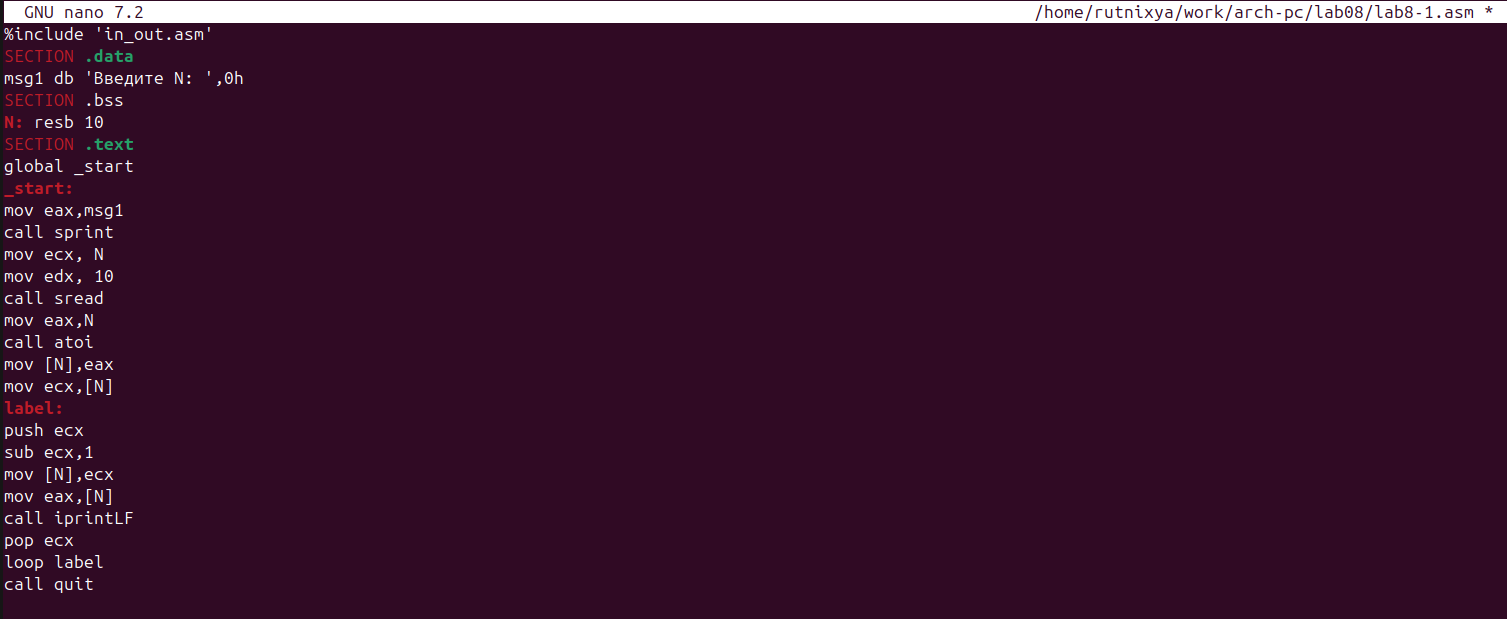 GNU nano 7.2 /home/rutnixya/work/arch-pc/lab08/lab8-1.asm *
%include 'in_out.asm'
SECTION .data
msg1 db 'Введите N: ',0h
SECTION .bss
N: resb 10
SECTION .text
global _start
_start:
mov eax,msg1
call sprint
mov ecx, N
mov edx, 10
call sread
mov eax,N
call atoi
mov [N],eax
mov ecx,[N]
label:
push ecx
sub ecx,1
mov [N],ecx
mov eax,[N]
call iprintLF
pop ecx
loop label
call quit